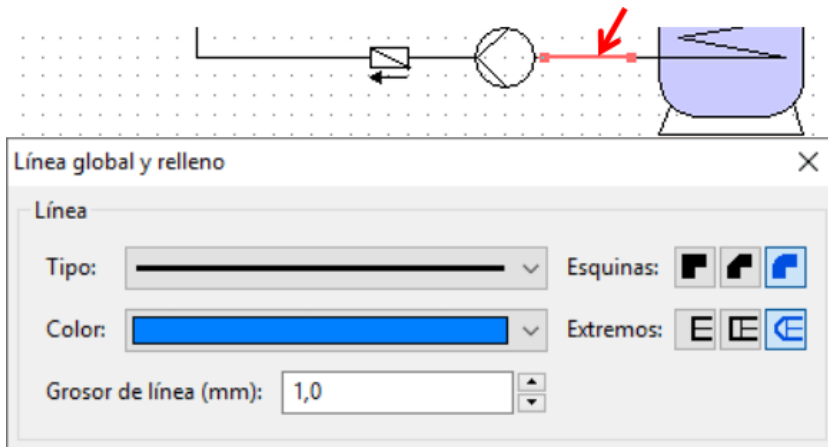 Línea global y relleno
Línea
Tipo: Esquinas:
Color: Extremos:
Grosor de línea (mm): 1,0